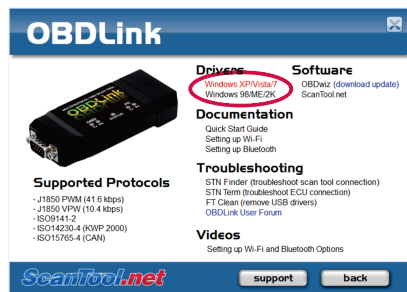 OBDLink
Drivers
Windows XP/Vista/7
Windows 98/ME/2K
Software
OBDwiz (download update)
ScanTool.net
Documentation
Quick Start Guide
Setting up Wi-Fi
Setting up Bluetooth
Troubleshooting
STN Finder (troubleshoot scan tool connection)
STN Term (troubleshoot ECU connection)
FT Clean (remove USB drivers)
OBDLink User Forum
Videos
Setting up Wi-Fi and Bluetooth Options
OBDLink
Supported Protocols
- J1850 PWM (41.6 kbps)
- J1850 VPW (10.4 kbps)
- ISO9141-2
- ISO14230-4 (KWP 2000)
- ISO15765-4 (CAN)
ScanTool.net
support
back